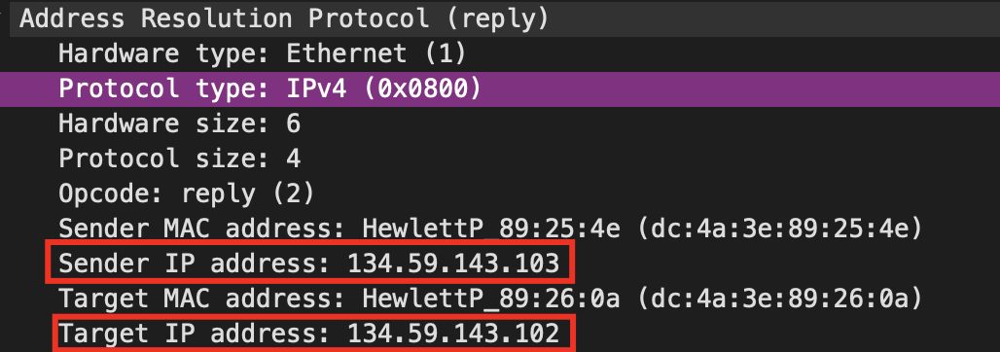 Address Resolution Protocol (reply)
Hardware type: Ethernet (1)
Protocol type: IPv4 (0x0800)
Hardware size: 6
Protocol size: 4
Opcode: reply (2)
Sender MAC address: HewlettP_89:25:4e (dc:4a:3e:89:25:4e)
Sender IP address: 134.59.143.103
Target MAC address: HewlettP_89:26:0a (dc:4a:3e:89:26:0a)
Target IP address: 134.59.143.102